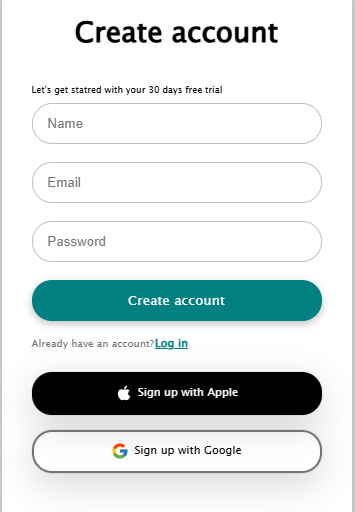 Create account
Let's get statred with your 30 days free trial
Name
Email
Password
Create account
Already have an account?Log in
Sign up with Apple
Sign up with Google